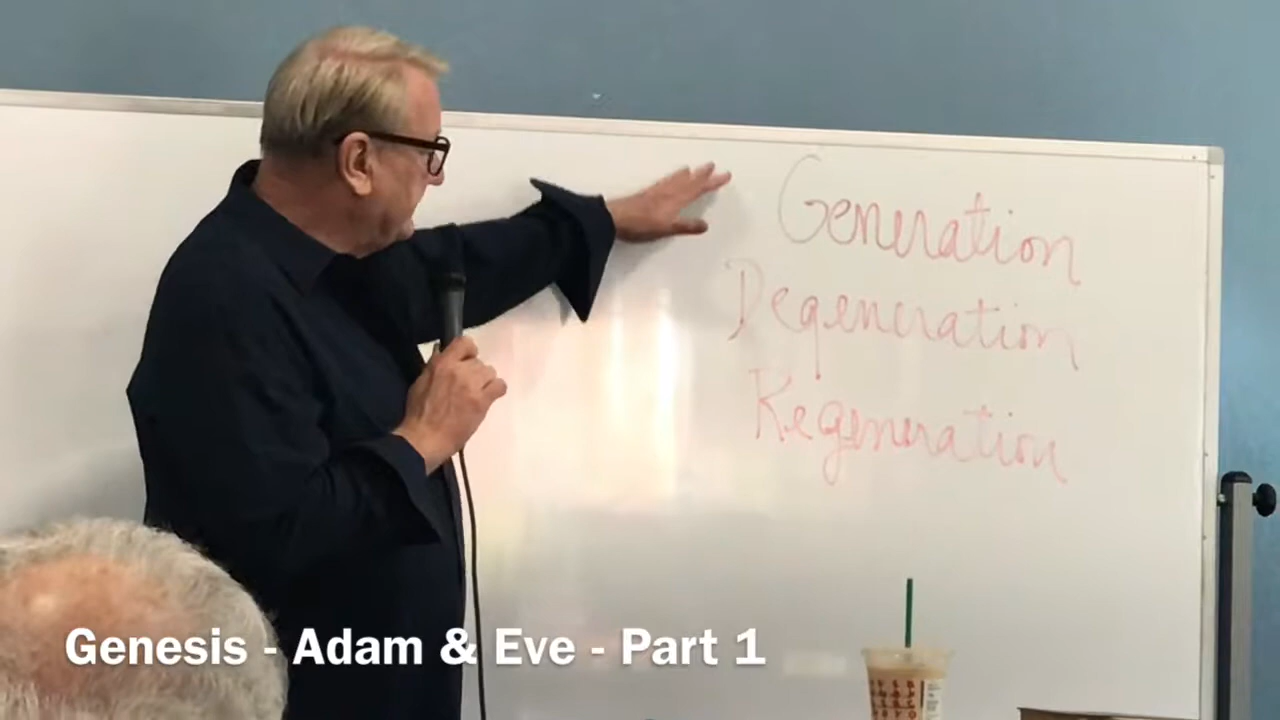 Generation
Degeneration
Regeneration
Genesis - Adam & Eve - Part 1